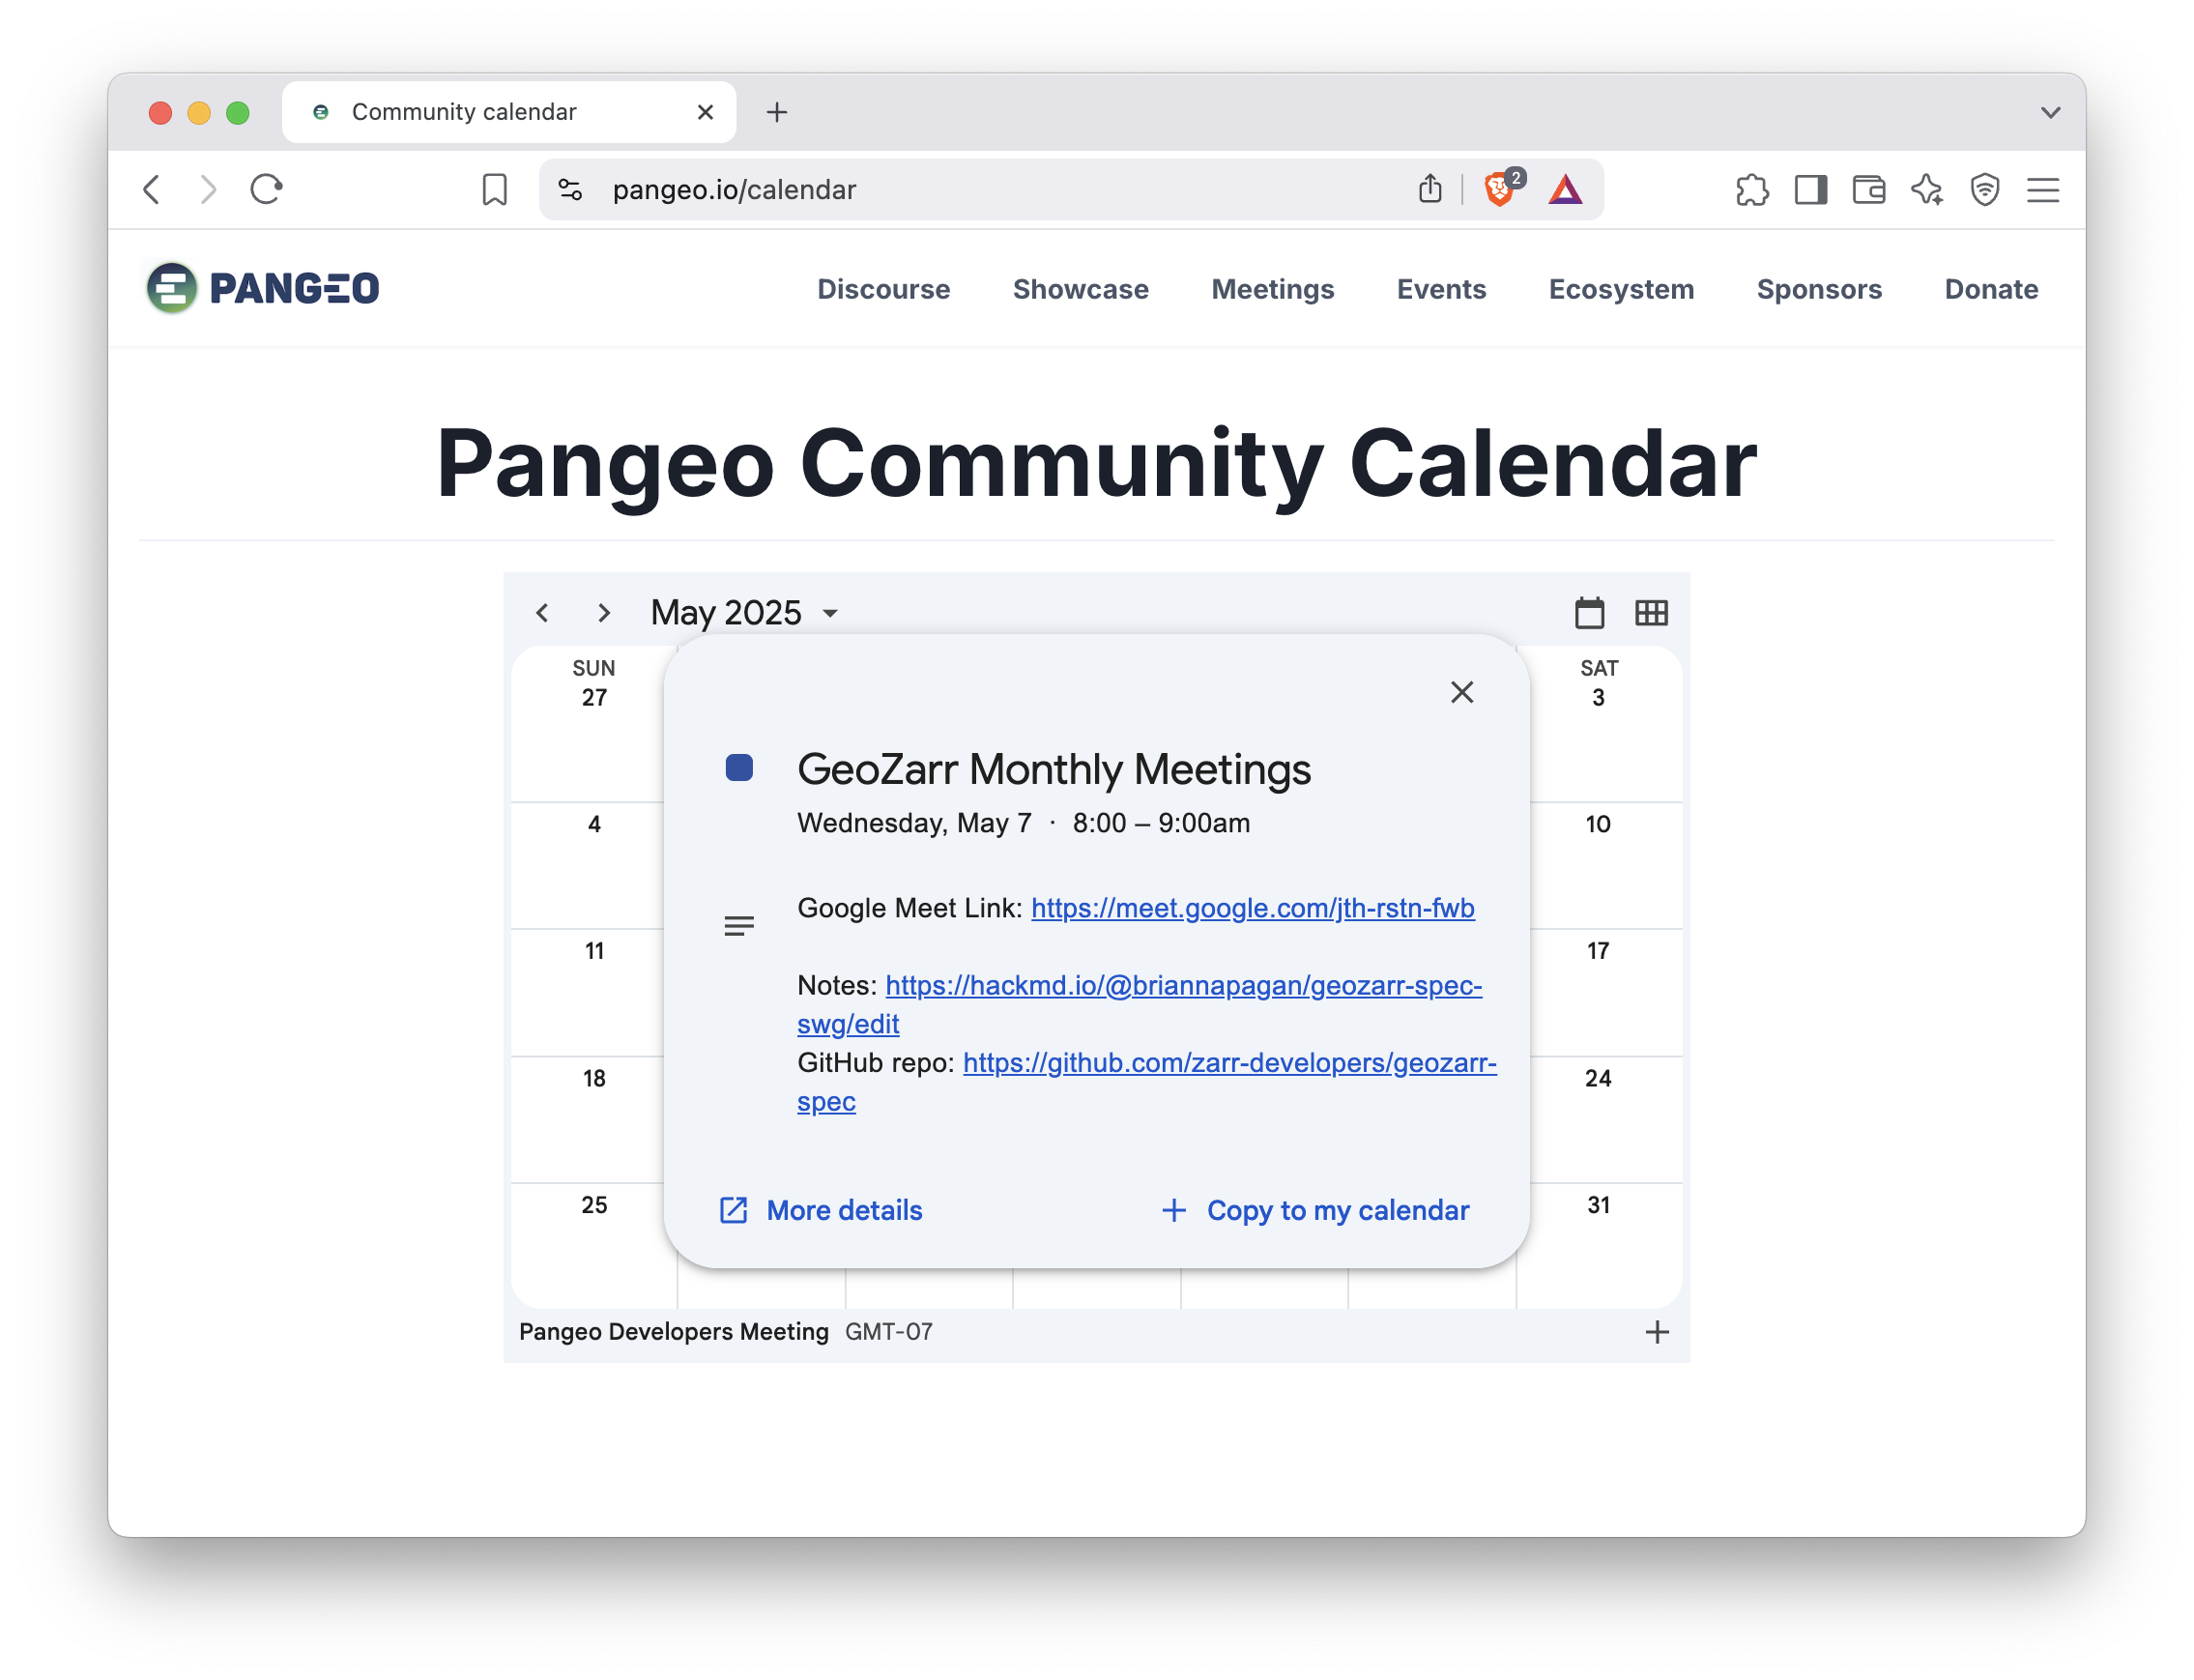 Community calendar
pangeo.io/calendar
2
PANGEO
Discourse Showcase Meetings Events Ecosystem Sponsors Donate
Pangeo Community Calendar
May 2025
SUN SAT
27 3
4 10
11 17
18 24
25 31
GeoZarr Monthly Meetings
Wednesday, May 7 · 8:00 – 9:00am
Google Meet Link: https://meet.google.com/jth-rstn-fwb
Notes: https://hackmd.io/@briannapagan/geozarr-spec-
swg/edit
GitHub repo: https://github.com/zarr-developers/geozarr-
spec
More details Copy to my calendar
Pangeo Developers Meeting GMT-07